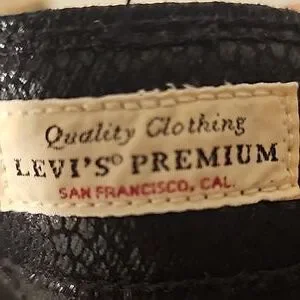 Quality Clothing
LEVI'S® PREMIUM
SAN FRANCISCO, CAL.